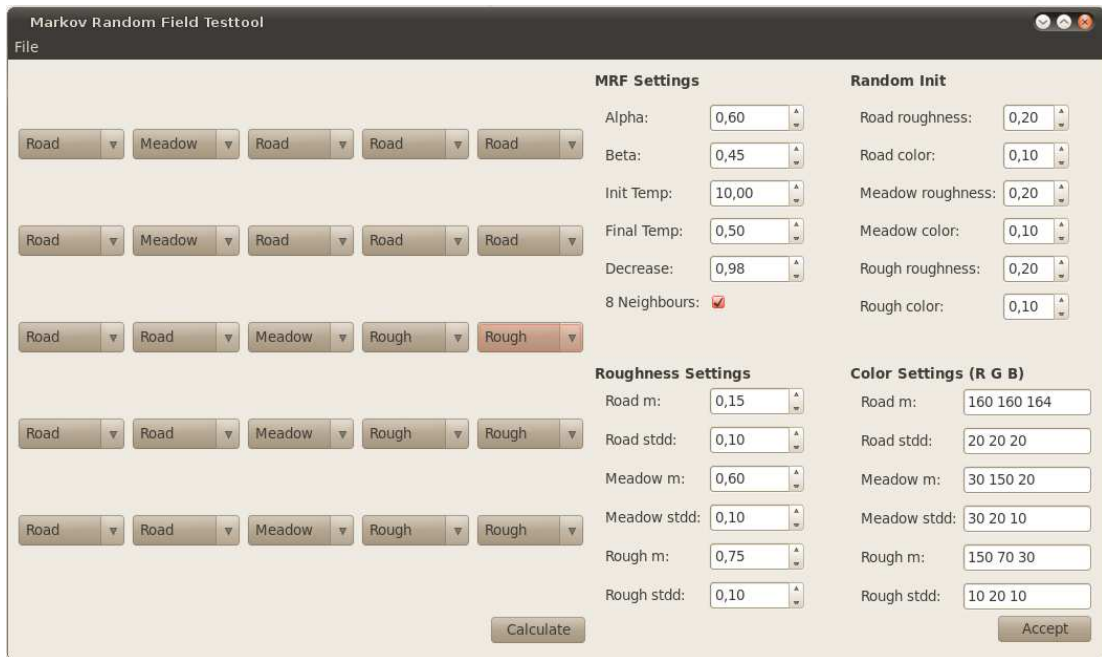 Markov Random Field Testtool
File
Road Meadow Road Road Road
Road Meadow Road Road Road
Road Road Meadow Rough Rough
Road Road Meadow Rough Rough
Road Road Meadow Rough Rough
Calculate
MRF Settings
Alpha: 0,60
Beta: 0,45
Init Temp: 10,00
Final Temp: 0,50
Decrease: 0,98
8 Neighbours:
Random Init
Road roughness: 0,20
Road color: 0,10
Meadow roughness: 0,20
Meadow color: 0,10
Rough roughness: 0,20
Rough color: 0,10
Roughness Settings
Road m: 0,15
Road stdd: 0,10
Meadow m: 0,60
Meadow stdd: 0,10
Rough m: 0,75
Rough stdd: 0,10
Color Settings (R G B)
Road m: 160 160 164
Road stdd: 20 20 20
Meadow m: 30 150 20
Meadow stdd: 30 20 10
Rough m: 150 70 30
Rough stdd: 10 20 10
Accept